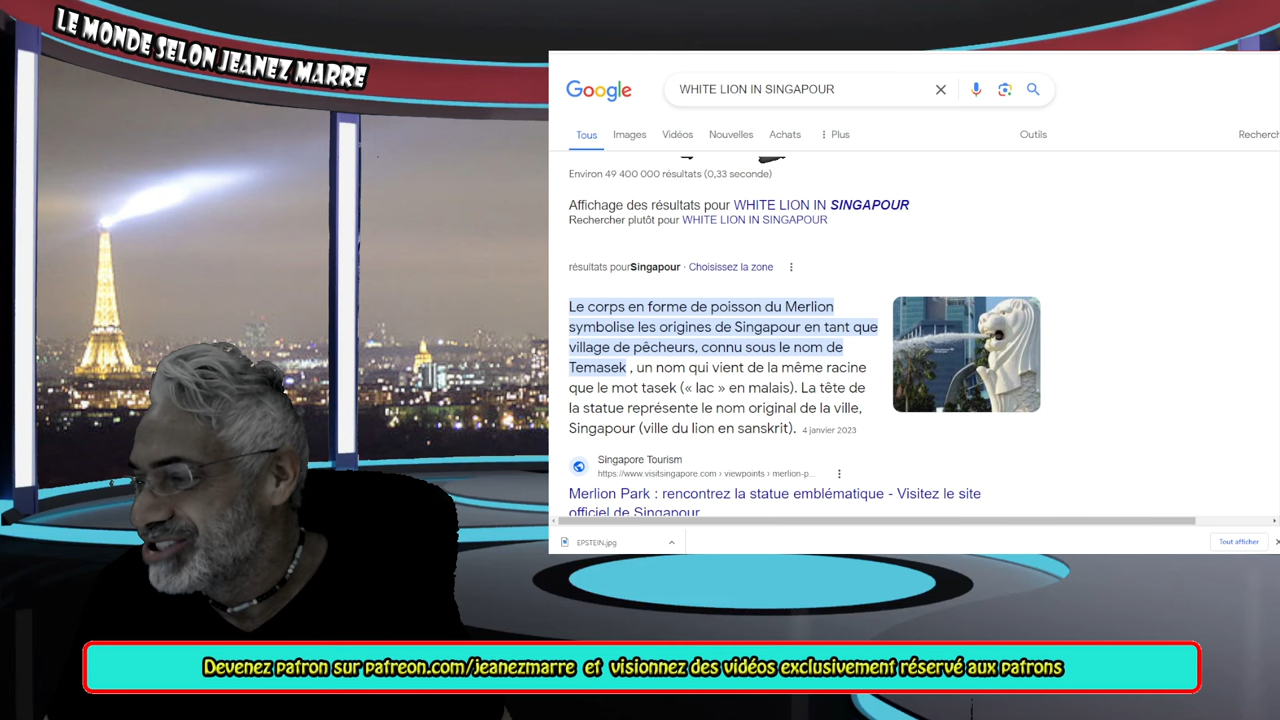 LE MONDE SELON JEANEZ MARRE
Google
WHITE LION IN SINGAPOUR
Tous Images Vidéos Nouvelles Achats Plus Outils
Environ 49 400 000 résultats (0,33 seconde)
Affichage des résultats pour WHITE LION IN SINGAPOUR
Rechercher plutôt pour WHITE LION IN SINGAPOUR
résultats pourSingapour · Choisissez la zone
Le corps en forme de poisson du Merlion
symbolise les origines de Singapour en tant que
village de pêcheurs, connu sous le nom de
Temasek , un nom qui vient de la même racine
que le mot tasek (« lac » en malais). La tête de
la statue représente le nom original de la ville,
Singapour (ville du lion en sanskrit). 4 janvier 2023
Singapore Tourism
https://www.visitsingapore.com › viewpoints › merlion-p...
Merlion Park : rencontrez la statue emblématique - Visitez le site
officiel de Singapour
EPSTEIN.jpg
Tout afficher
Devenez patron sur patreon.com/jeanezmarre et visionnez des vidéos exclusivement réservé aux patrons